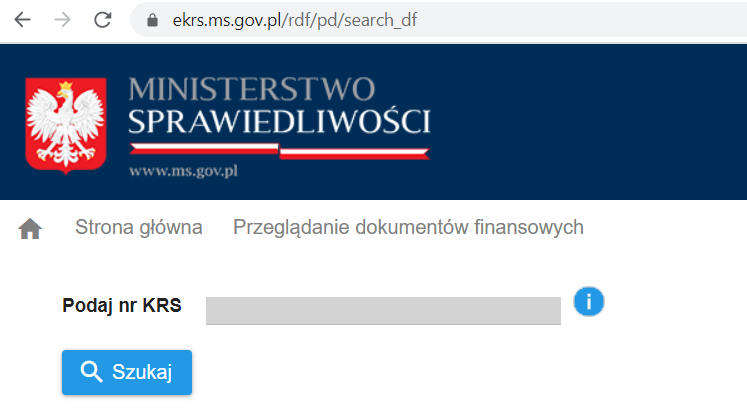 ekrs.ms.gov.pl/rdf/pd/search_df
MINISTERSTWO
SPRAWIEDLIWOŚCI
www.ms.gov.pl
Strona główna Przeglądanie dokumentów finansowych
Podaj nr KRS i
Szukaj